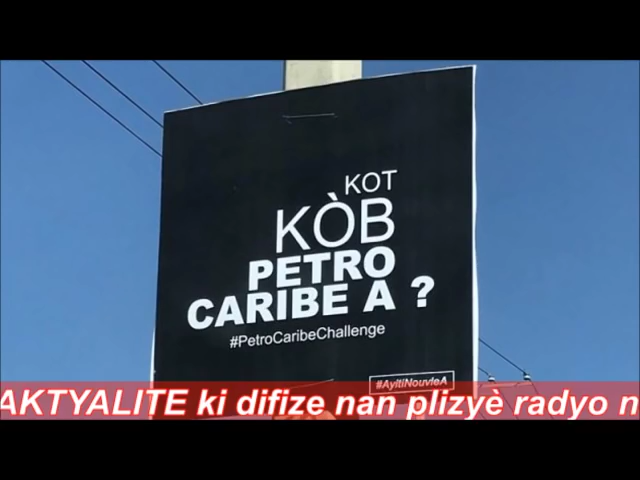 KOT
KÒB
PETRO
CARIBE A ?
#PetroCaribeChallenge
#AyitiNouvleA
AKTYALITE ki difize nan plizyè radyo n